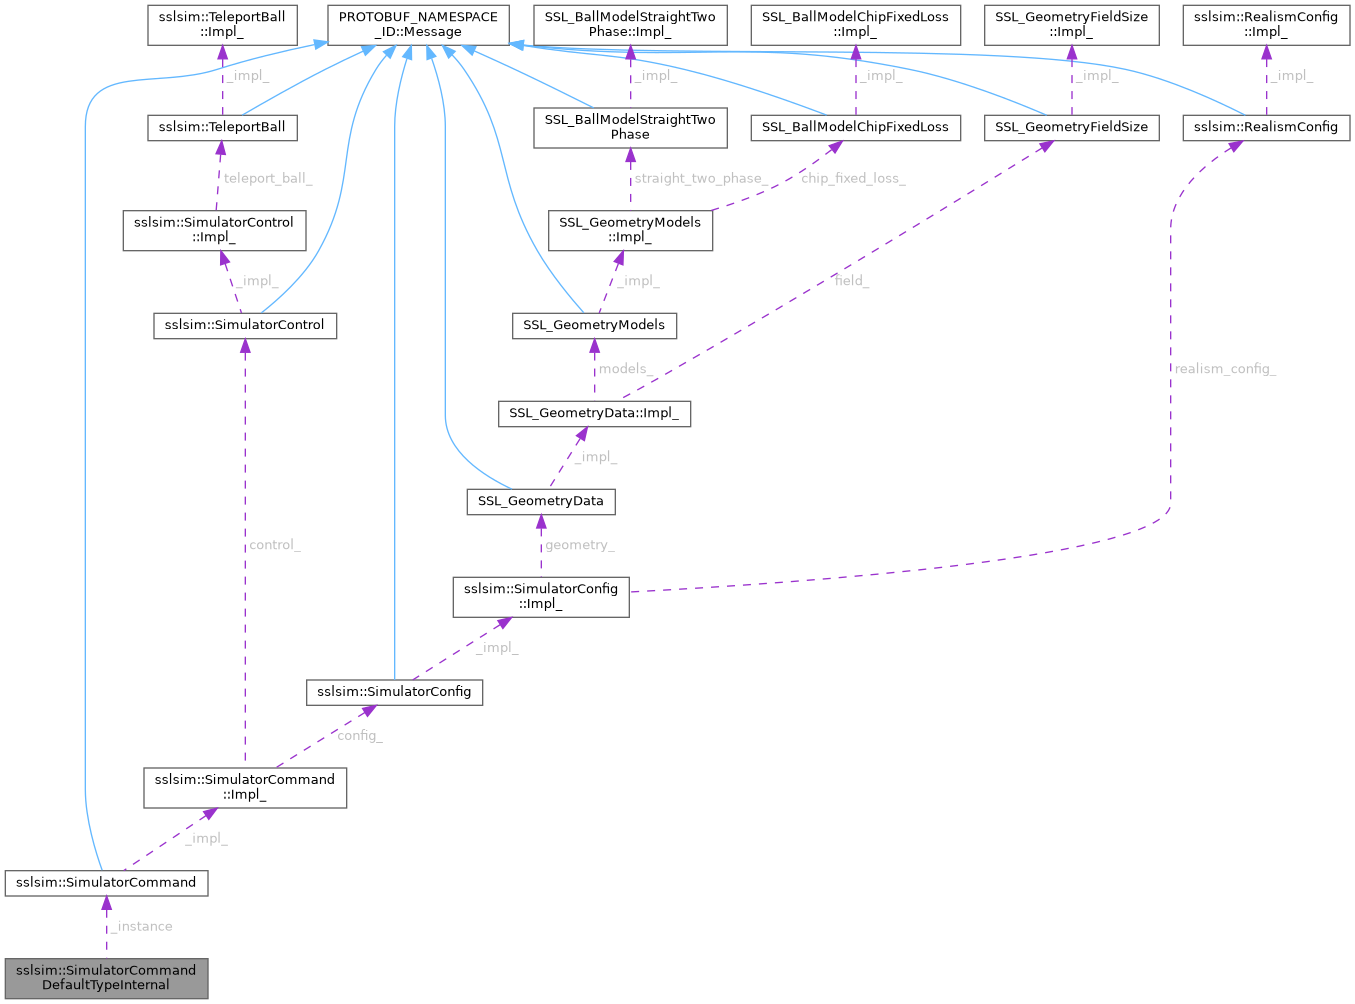 sslsim::TeleportBall
::Impl_
PROTOBUF_NAMESPACE
_ID::Message
SSL_BallModelStraightTwo
Phase::Impl_
SSL_BallModelChipFixedLoss
::Impl_
SSL_GeometryFieldSize
::Impl_
sslsim::RealismConfig
::Impl_
_impl_
_impl_
_impl_
_impl_
_impl_
sslsim::TeleportBall
SSL_BallModelStraightTwo
Phase
SSL_BallModelChipFixedLoss
SSL_GeometryFieldSize
sslsim::RealismConfig
teleport_ball_
straight_two_phase_
chip_fixed_loss_
sslsim::SimulatorControl
::Impl_
SSL_GeometryModels
::Impl_
_impl_
_impl_
field_
sslsim::SimulatorControl
SSL_GeometryModels
models_
realism_config_
SSL_GeometryData::Impl_
_impl_
SSL_GeometryData
control_
geometry_
sslsim::SimulatorConfig
::Impl_
_impl_
sslsim::SimulatorConfig
config_
sslsim::SimulatorCommand
::Impl_
_impl_
sslsim::SimulatorCommand
_instance
sslsim::SimulatorCommand
DefaultTypeInternal